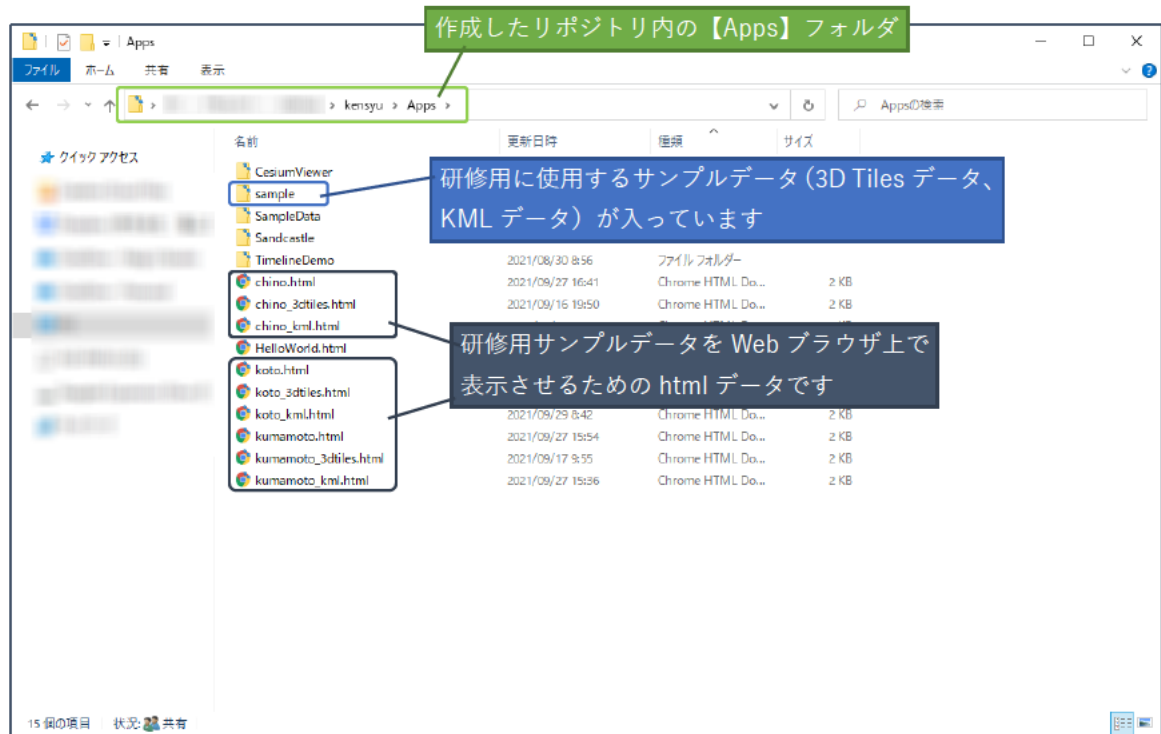 作成したリポジトリ内の【Apps】フォルダ
Apps
ファイル ホーム 共有 表示
kensyu › Apps ›
Appsの検索
名前 更新日時 種類 サイズ
クイック アクセス
CesiumViewer
sample
SampleData
Sandcastle
TimelineDemo 2021/08/30 8:56 ファイル フォルダー
chino.html 2021/09/27 16:41 Chrome HTML Do... 2 KB
chino_3dtiles.html 2021/09/16 19:50 Chrome HTML Do... 2 KB
chino_kml.html
HelloWorld.html
koto.html
koto_3dtiles.html
koto_kml.html 2021/09/29 8:42 Chrome HTML Do... 2 KB
kumamoto.html 2021/09/27 15:54 Chrome HTML Do... 2 KB
kumamoto_3dtiles.html 2021/09/17 9:55 Chrome HTML Do... 2 KB
kumamoto_kml.html 2021/09/27 15:36 Chrome HTML Do... 2 KB
研修用に使用するサンプルデータ（3D Tiles データ、
KML データ）が入っています
研修用サンプルデータを Web ブラウザ上で
表示させるための html データです
15 個の項目 状況: 共有